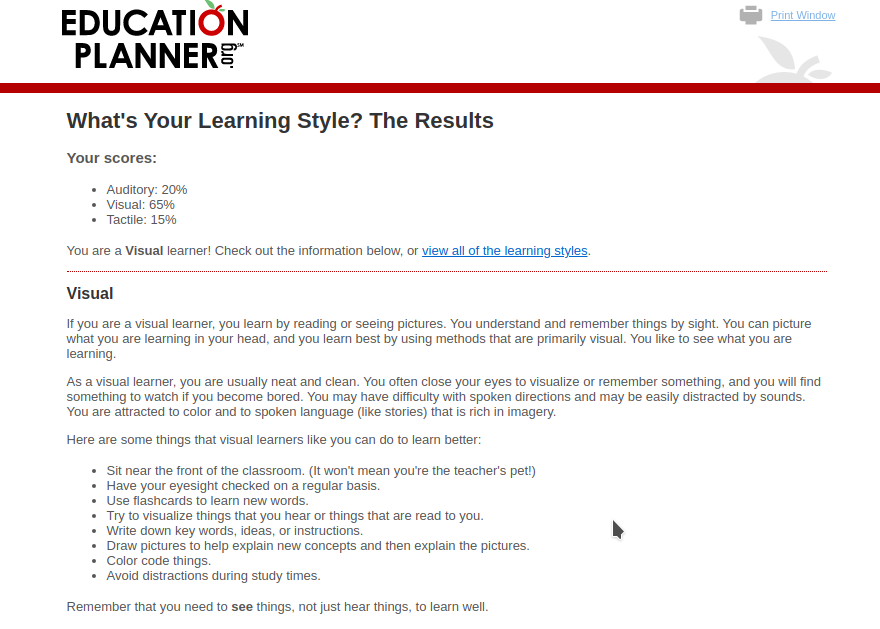 EDUCATION
PLANNER.org℠
Print Window
What's Your Learning Style? The Results
Your scores:
• Auditory: 20%
• Visual: 65%
• Tactile: 15%
You are a Visual learner! Check out the information below, or view all of the learning styles.
Visual
If you are a visual learner, you learn by reading or seeing pictures. You understand and remember things by sight. You can picture
what you are learning in your head, and you learn best by using methods that are primarily visual. You like to see what you are
learning.
As a visual learner, you are usually neat and clean. You often close your eyes to visualize or remember something, and you will find
something to watch if you become bored. You may have difficulty with spoken directions and may be easily distracted by sounds.
You are attracted to color and to spoken language (like stories) that is rich in imagery.
Here are some things that visual learners like you can do to learn better:
• Sit near the front of the classroom. (It won't mean you're the teacher's pet!)
• Have your eyesight checked on a regular basis.
• Use flashcards to learn new words.
• Try to visualize things that you hear or things that are read to you.
• Write down key words, ideas, or instructions.
• Draw pictures to help explain new concepts and then explain the pictures.
• Color code things.
• Avoid distractions during study times.
Remember that you need to see things, not just hear things, to learn well.